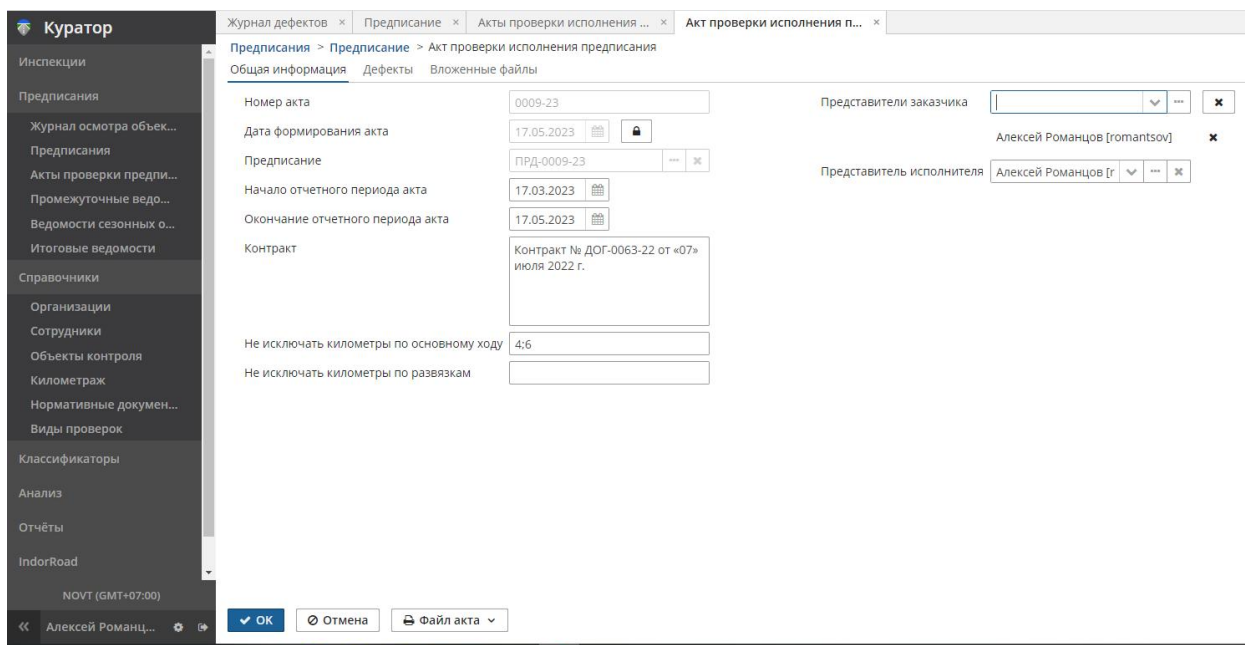 Куратор
Инспекции
Предписания
Журнал осмотра объек...
Предписания
Акты проверки предпи...
Промежуточные ведо...
Ведомости сезонных о...
Итоговые ведомости
Справочники
Организации
Сотрудники
Объекты контроля
Километраж
Нормативные докумен...
Виды проверок
Классификаторы
Анализ
Отчёты
IndorRoad
NOVT (GMT+07:00)
Алексей Романц...
Журнал дефектов × Предписание × Акты проверки исполнения ... × Акт проверки исполнения п... ×
Предписания > Предписание > Акт проверки исполнения предписания
Общая информация Дефекты Вложенные файлы
Номер акта 0009-23
Дата формирования акта 17.05.2023
Предписание ПРД-0009-23
Начало отчетного периода акта 17.03.2023
Окончание отчетного периода акта 17.05.2023
Контракт Контракт № ДОГ-0063-22 от «07»
июля 2022 г.
Не исключать километры по основному ходу 4;6
Не исключать километры по развязкам
Представители заказчика
Алексей Романцов [romantsov]
Представитель исполнителя Алексей Романцов [r
ОК Отмена Файл акта